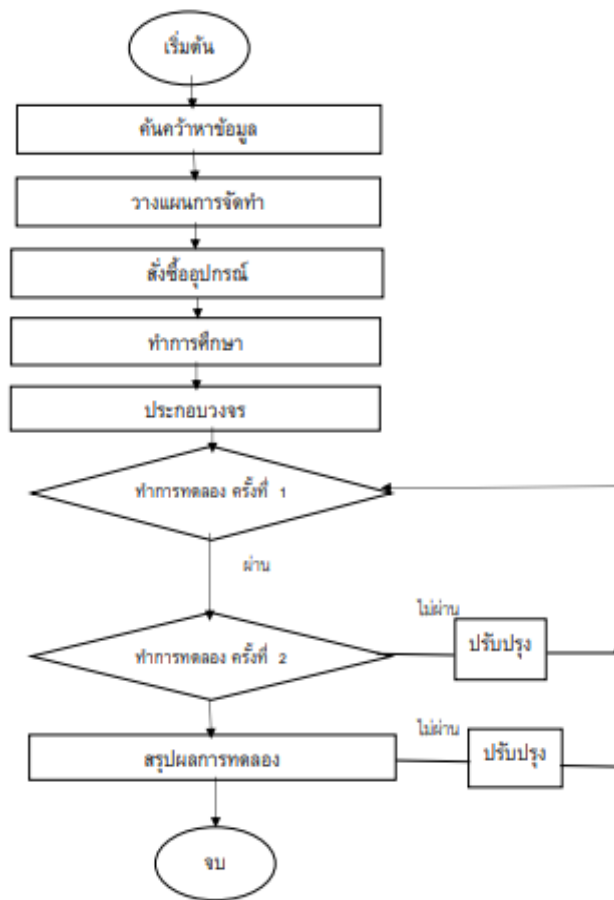 เริ่มต้น
ค้นคว้าหาข้อมูล
วางแผนการจัดทำ
สั่งซื้ออุปกรณ์
ทำการศึกษา
ประกอบวงจร
ทำการทดลอง ครั้งที่ 1
ผ่าน
ไม่ผ่าน
ทำการทดลอง ครั้งที่ 2
ปรับปรุง
ไม่ผ่าน
สรุปผลการทดลอง
ปรับปรุง
จบ